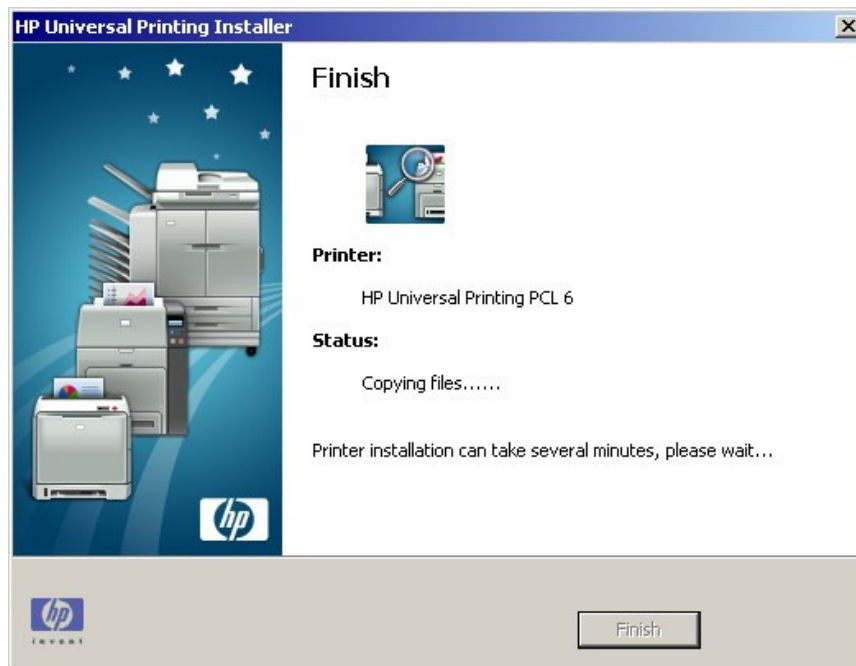 HP Universal Printing Installer
Finish
Printer:
HP Universal Printing PCL 6
Status:
Copying files......
Printer installation can take several minutes, please wait...
hp
hp
invent
Finish